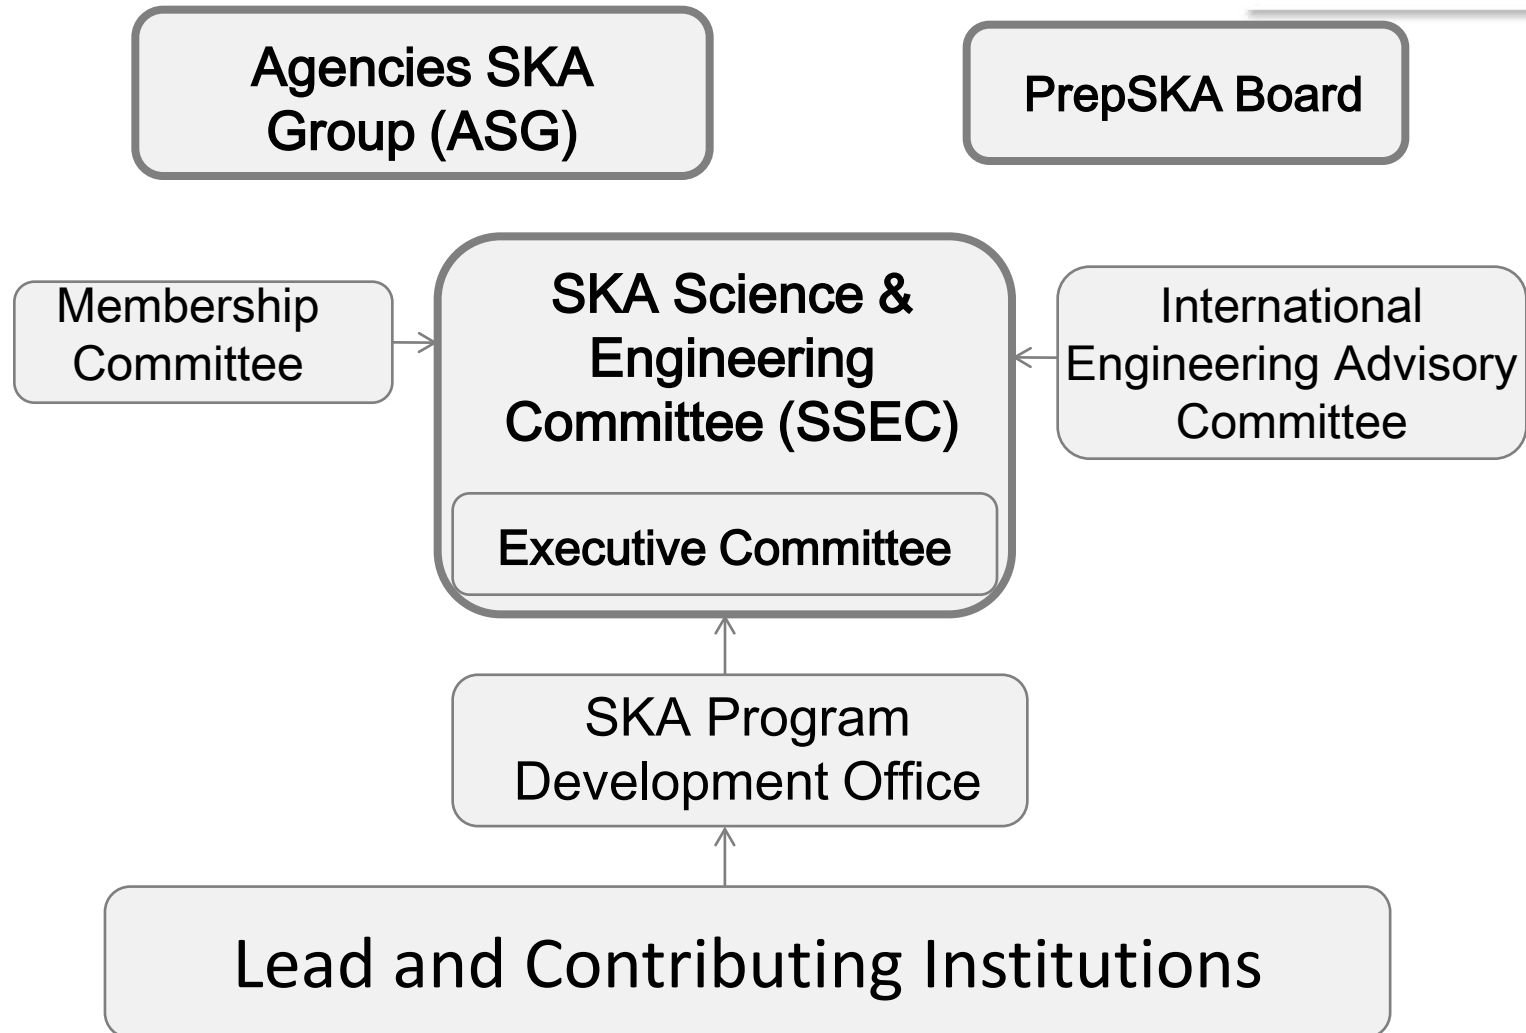 Agencies SKA
Group (ASG)
PrepSKA Board
Membership
Committee
SKA Science &
Engineering
Committee (SSEC)
International
Engineering Advisory
Committee
Executive Committee
SKA Program
Development Office
Lead and Contributing Institutions